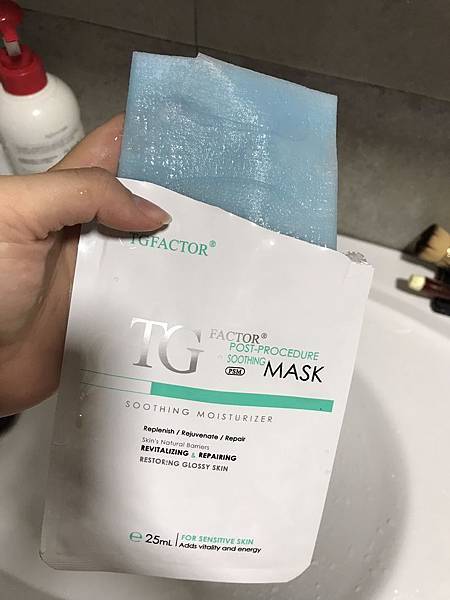 TGFACTOR®
TG FACTOR®
POST-PROCEDURE
SOOTHING MASK
PSM
SOOTHING MOISTURIZER
Replenish / Rejuvenate / Repair
Skin's Natural Barriers
REVITALIZING & REPAIRING
RESTORING GLOSSY SKIN
℮ 25mL FOR SENSITIVE SKIN
Adds vitality and energy